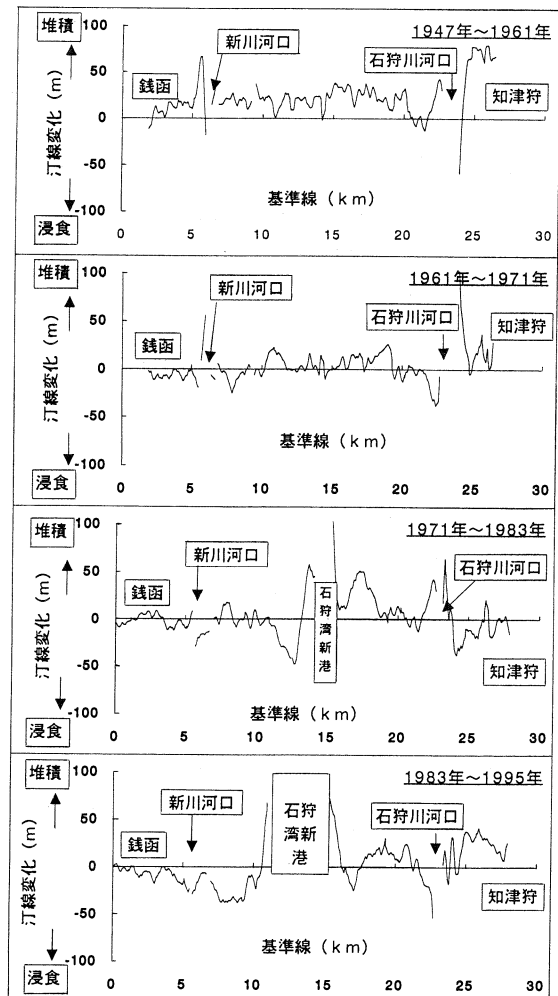 堆積
1947年～1961年
100
新川河口
石狩川河口
50
銭函
知津狩
0
汀線変化（m）
-50
基準線（ｋｍ）
-100
浸食
0 5 10 15 20 25 30
堆積
1961年～1971年
100
新川河口
石狩川河口
50
銭函
知津狩
0
汀線変化（m）
-50
基準線（ｋｍ）
-100
浸食
0 5 10 15 20 25 30
堆積
1971年～1983年
100
新川河口
石狩川河口
50
銭函
石狩湾新港
0
汀線変化（m）
知津狩
-50
基準線（ｋｍ）
-100
浸食
0 5 10 15 20 25 30
堆積
1983年～1995年
100
新川河口
石狩湾新港
石狩川河口
50
銭函
0
汀線変化（m）
知津狩
-50
基準線（ｋｍ）
-100
浸食
0 5 10 15 20 25 30